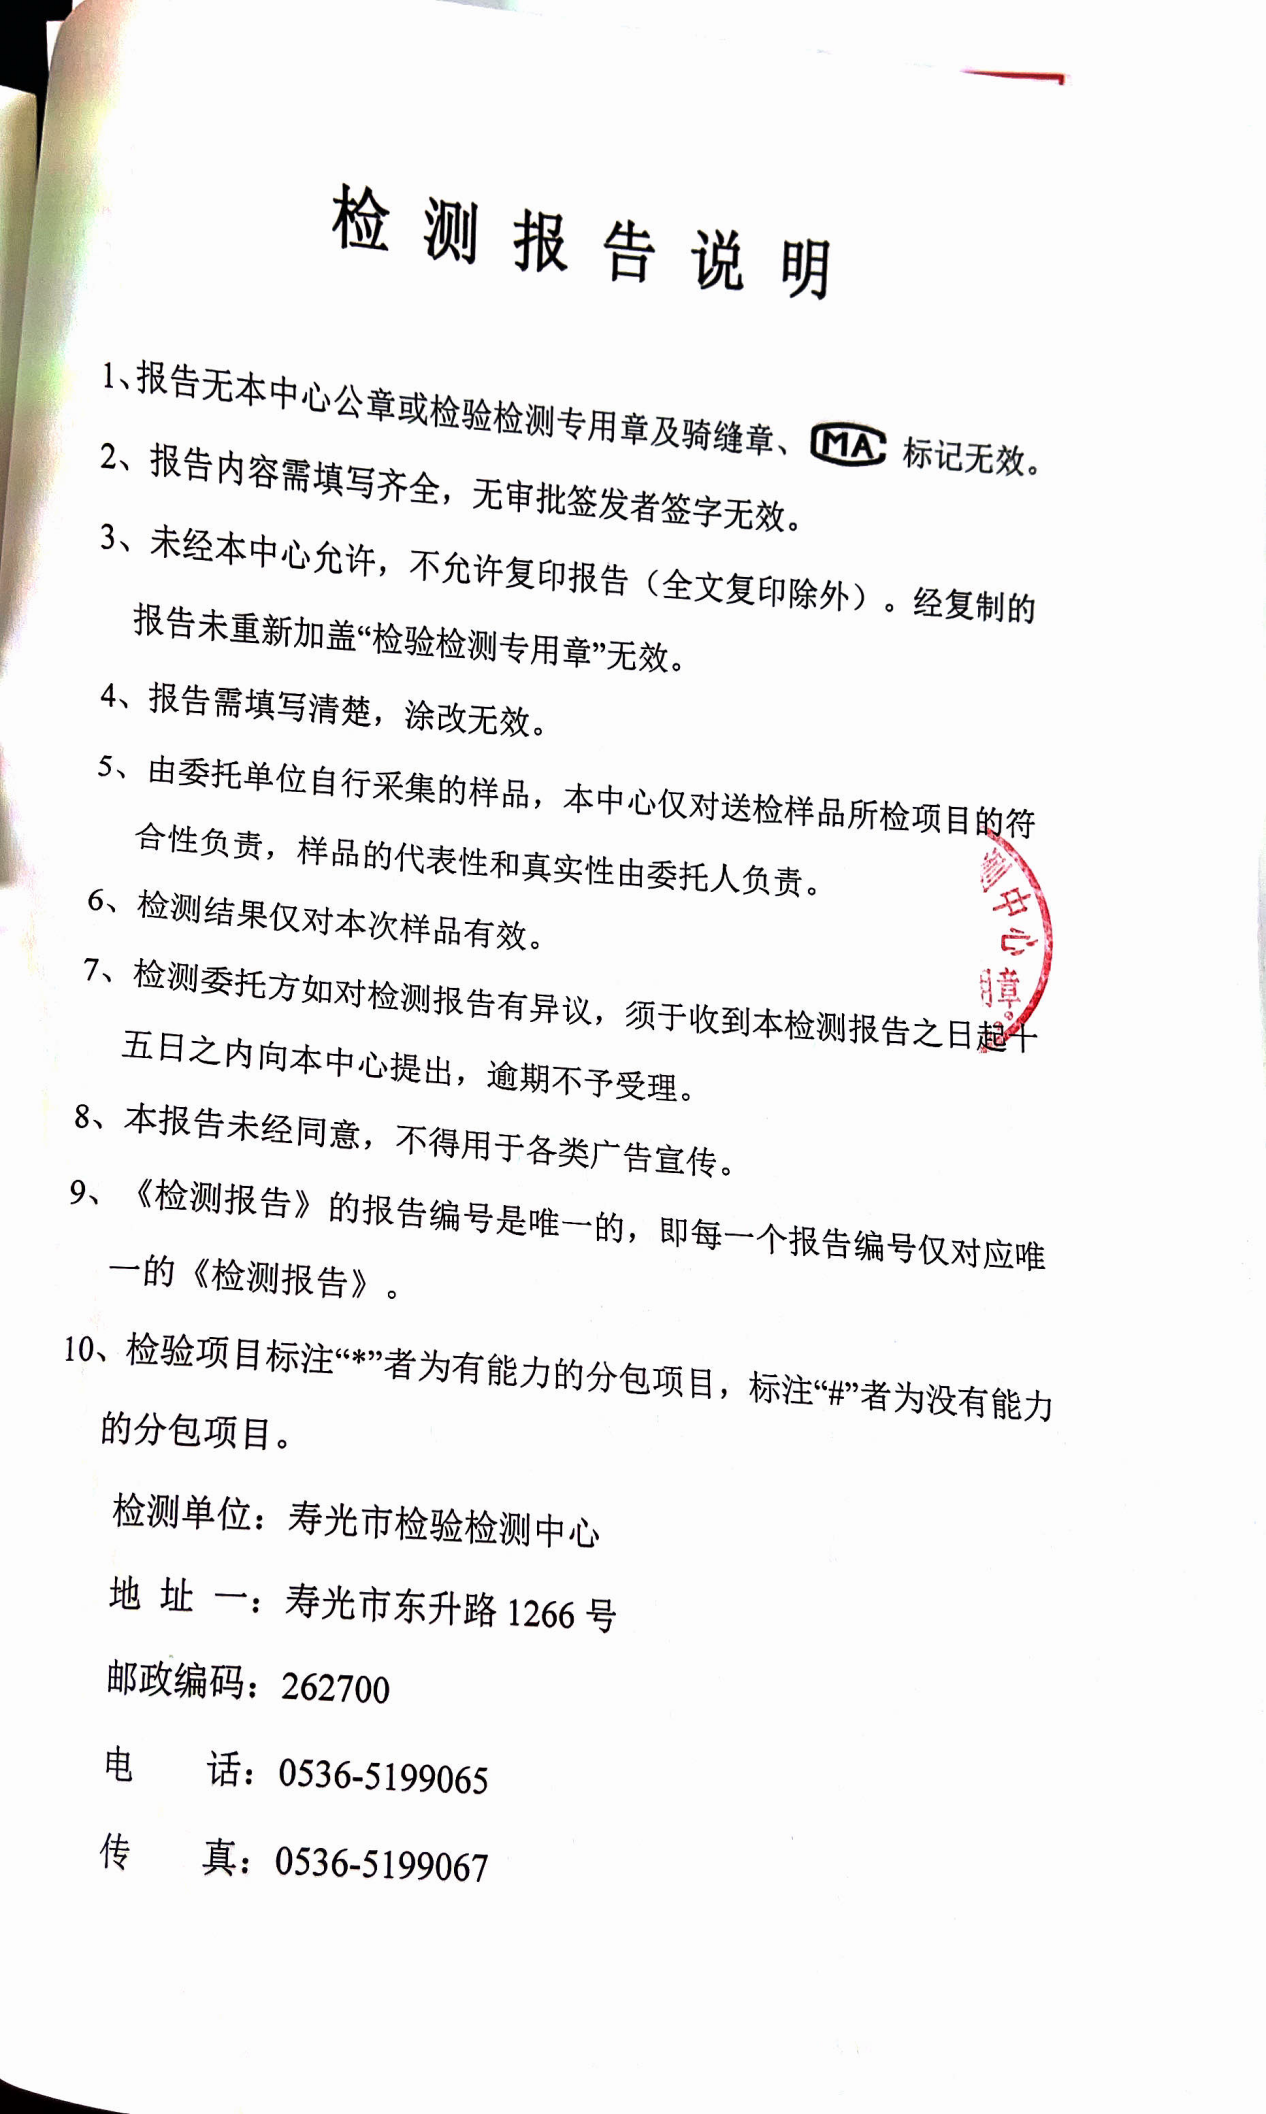 检测报告说明
1、报告无本中心公章或检验检测专用章及骑缝章、MA 标记无效。
2、报告内容需填写齐全，无审批签发者签字无效。
3、未经本中心允许，不允许复印报告（全文复印除外）。经复制的
报告未重新加盖“检验检测专用章”无效。
4、报告需填写清楚，涂改无效。
5、由委托单位自行采集的样品，本中心仅对送检样品所检项目的符
合性负责，样品的代表性和真实性由委托人负责。
6、检测结果仅对本次样品有效。
7、检测委托方如对检测报告有异议，须于收到本检测报告之日起十
五日之内向本中心提出，逾期不予受理。
8、本报告未经同意，不得用于各类广告宣传。
9、《检测报告》的报告编号是唯一的，即每一个报告编号仅对应唯
一的《检测报告》。
10、检验项目标注“*”者为有能力的分包项目，标注“#”者为没有能力
的分包项目。
检测单位：寿光市检验检测中心
地 址 一：寿光市东升路 1266 号
邮政编码：262700
电 话：0536-5199065
传 真：0536-5199067
中心
章